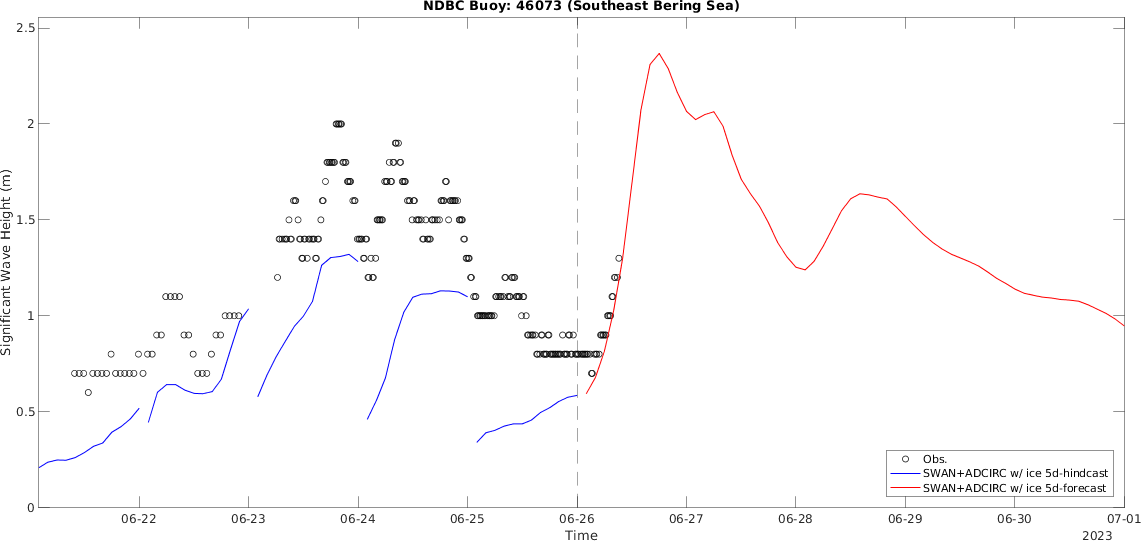 NDBC Buoy: 46073 (Southeast Bering Sea)
2.5
2
1.5
1
0.5
0
Significant Wave Height (m)
06-22
06-23
06-24
06-25
06-26
06-27
06-28
06-29
06-30
07-01
Time
2023
Obs.
SWAN+ADCIRC w/ ice 5d-hindcast
SWAN+ADCIRC w/ ice 5d-forecast